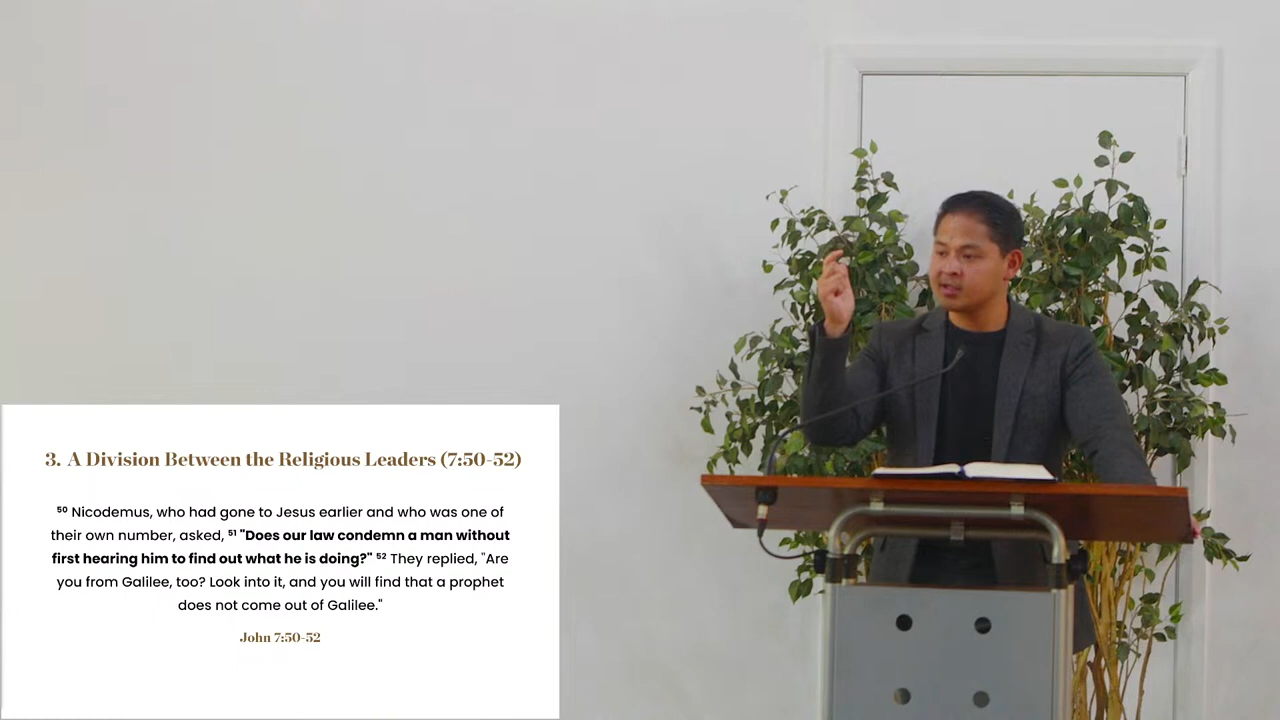 3. A Division Between the Religious Leaders (7:50-52)
⁵⁰ Nicodemus, who had gone to Jesus earlier and who was one of
their own number, asked, ⁵¹ "Does our law condemn a man without
first hearing him to find out what he is doing?" ⁵² They replied, "Are
you from Galilee, too? Look into it, and you will find that a prophet
does not come out of Galilee."
John 7:50-52